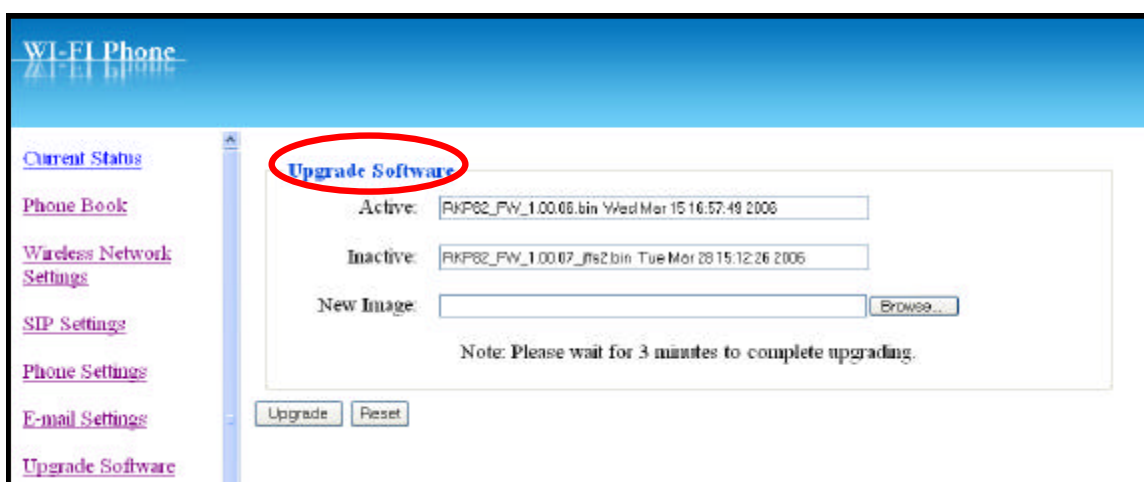 WI-FI Phone
Current Status
Phone Book
Wireless Network
Settings
SIP Settings
Phone Settings
E-mail Settings
Upgrade Software
Upgrade Software
Active: RKP82_FW_1.00.06.bin Wed Mar 15 16:57:49 2006
Inactive: RKP82_FW_1.00.07_jffs2.bin Tue Mar 28 15:12:26 2006
New Image: Browse...
Note: Please wait for 3 minutes to complete upgrading.
Upgrade Reset